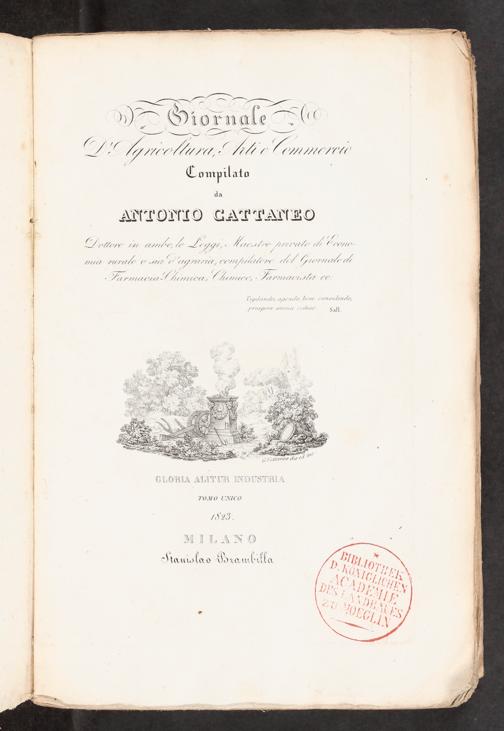 Giornale
D'Agricoltura, Arti e Commercio
Compilato
da
ANTONIO CATTANEO
Dottore in ambe le Leggi, Maestro privato di Econo-
mia rurale o sia d'agraria, compilatore del Giornale di
Farmacia Chimica, Chimico, Farmacista ec.
Vigilando, agendo, bene consulendo,
prospera omnia cedunt. Sall.
GLORIA ALITUR INDUSTRIA
TOMO UNICO
1823.
MILANO
Stanislao Brambilla
BIBLIOTHEK
D. KÖNIGLICHEN
ACADEMIE
DES LANDBAUES
ZU MOEGLIN